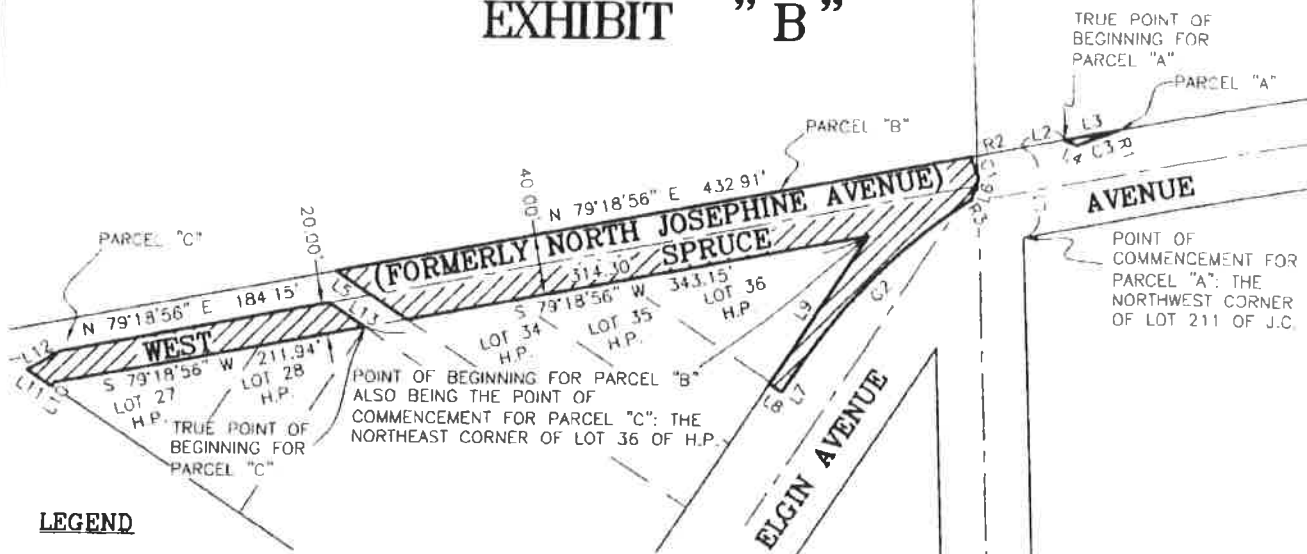 EXHIBIT "B"
TRUE POINT OF
BEGINNING FOR
PARCEL "A"
PARCEL "A"
PARCEL "B"
R2
L2
L3
L4
C3
R1
AVENUE
N 79°18'56" E 432.91'
40.00'
(FORMERLY NORTH JOSEPHINE AVENUE)
SPRUCE
314.30'
S 79°18'56" W 343.15'
20.00'
PARCEL "C"
N 79°18'56" E 184.15'
L5
L13
L12
WEST
S 79°18'56" W 211.94'
L11
LOT 27
H.P.
LOT 28
H.P.
LOT 34
H.P.
LOT 35
H.P.
LOT 36
H.P.
L9
C2
L8
L7
R3
POINT OF
COMMENCEMENT FOR
PARCEL "A": THE
NORTHWEST CORNER
OF LOT 211 OF J.C.
POINT OF BEGINNING FOR PARCEL "B"
ALSO BEING THE POINT OF
COMMENCEMENT FOR PARCEL "C": THE
NORTHEAST CORNER OF LOT 36 OF H.P.
TRUE POINT OF
BEGINNING FOR
PARCEL "C"
ELGIN AVENUE
LEGEND